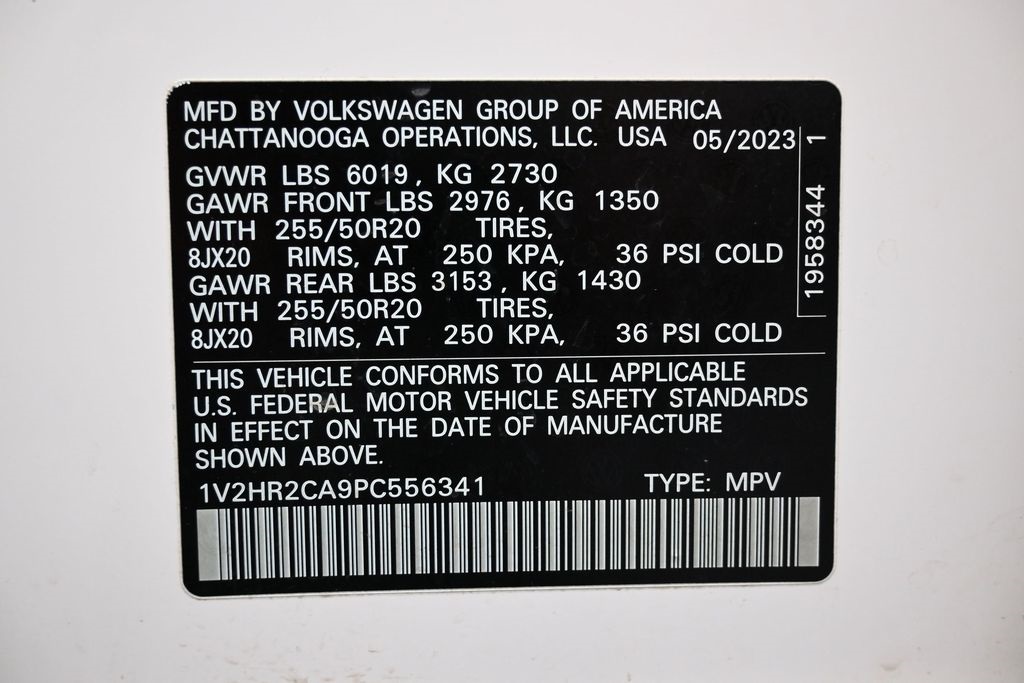 MFD BY VOLKSWAGEN GROUP OF AMERICA
CHATTANOOGA OPERATIONS, LLC. USA 05/2023
GVWR LBS 6019, KG 2730
GAWR FRONT LBS 2976, KG 1350
WITH 255/50R20 TIRES,
8JX20 RIMS, AT 250 KPA, 36 PSI COLD
GAWR REAR LBS 3153, KG 1430
WITH 255/50R20 TIRES,
8JX20 RIMS, AT 250 KPA, 36 PSI COLD
1958344 1
THIS VEHICLE CONFORMS TO ALL APPLICABLE
U.S. FEDERAL MOTOR VEHICLE SAFETY STANDARDS
IN EFFECT ON THE DATE OF MANUFACTURE
SHOWN ABOVE.
1V2HR2CA9PC556341 TYPE: MPV